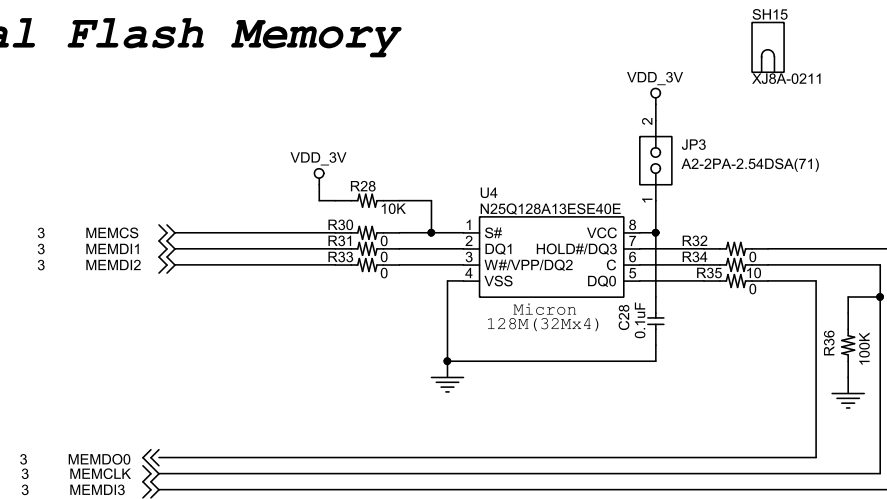 al Flash Memory
SH15
XJ8A-0211
VDD_3V
2
JP3
A2-2PA-2.54DSA(71)
1
VDD_3V
R28
10K
U4
N25Q128A13ESE40E
3 MEMCS R30 0 1 S# VCC 8
3 MEMDI1 R31 0 2 DQ1 HOLD#/DQ3 7 R32 0
3 MEMDI2 R33 0 3 W#/VPP/DQ2 C 6 R34 10
4 VSS DQ0 5 R35 0
Micron
128M(32Mx4)
C28
0.1uF
R36
100K
3 MEMDO0
3 MEMCLK
3 MEMDI3